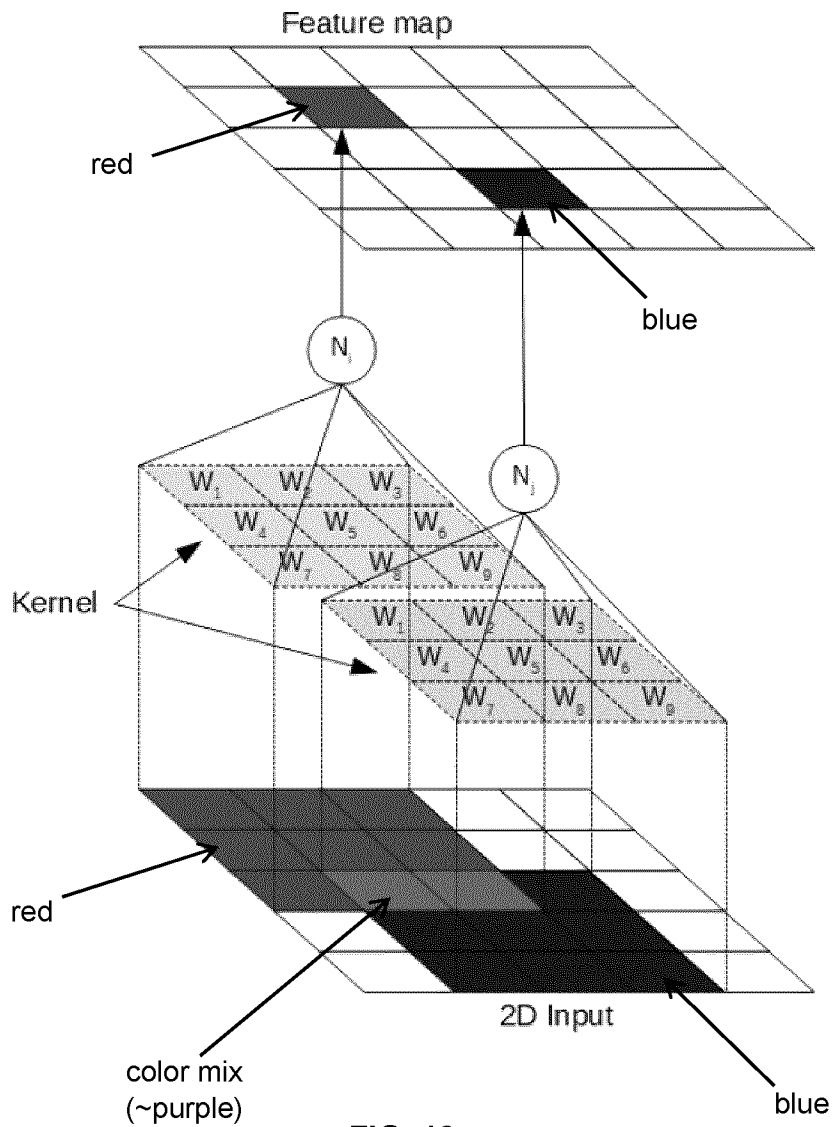 Feature map
red
blue
N i
N j
W1 W2 W3
W4 W5 W6
W7 W8 W9
Kernel
W1 W2 W3
W4 W5 W6
W7 W8 W9
red
2D Input
color mix
(~purple)
blue